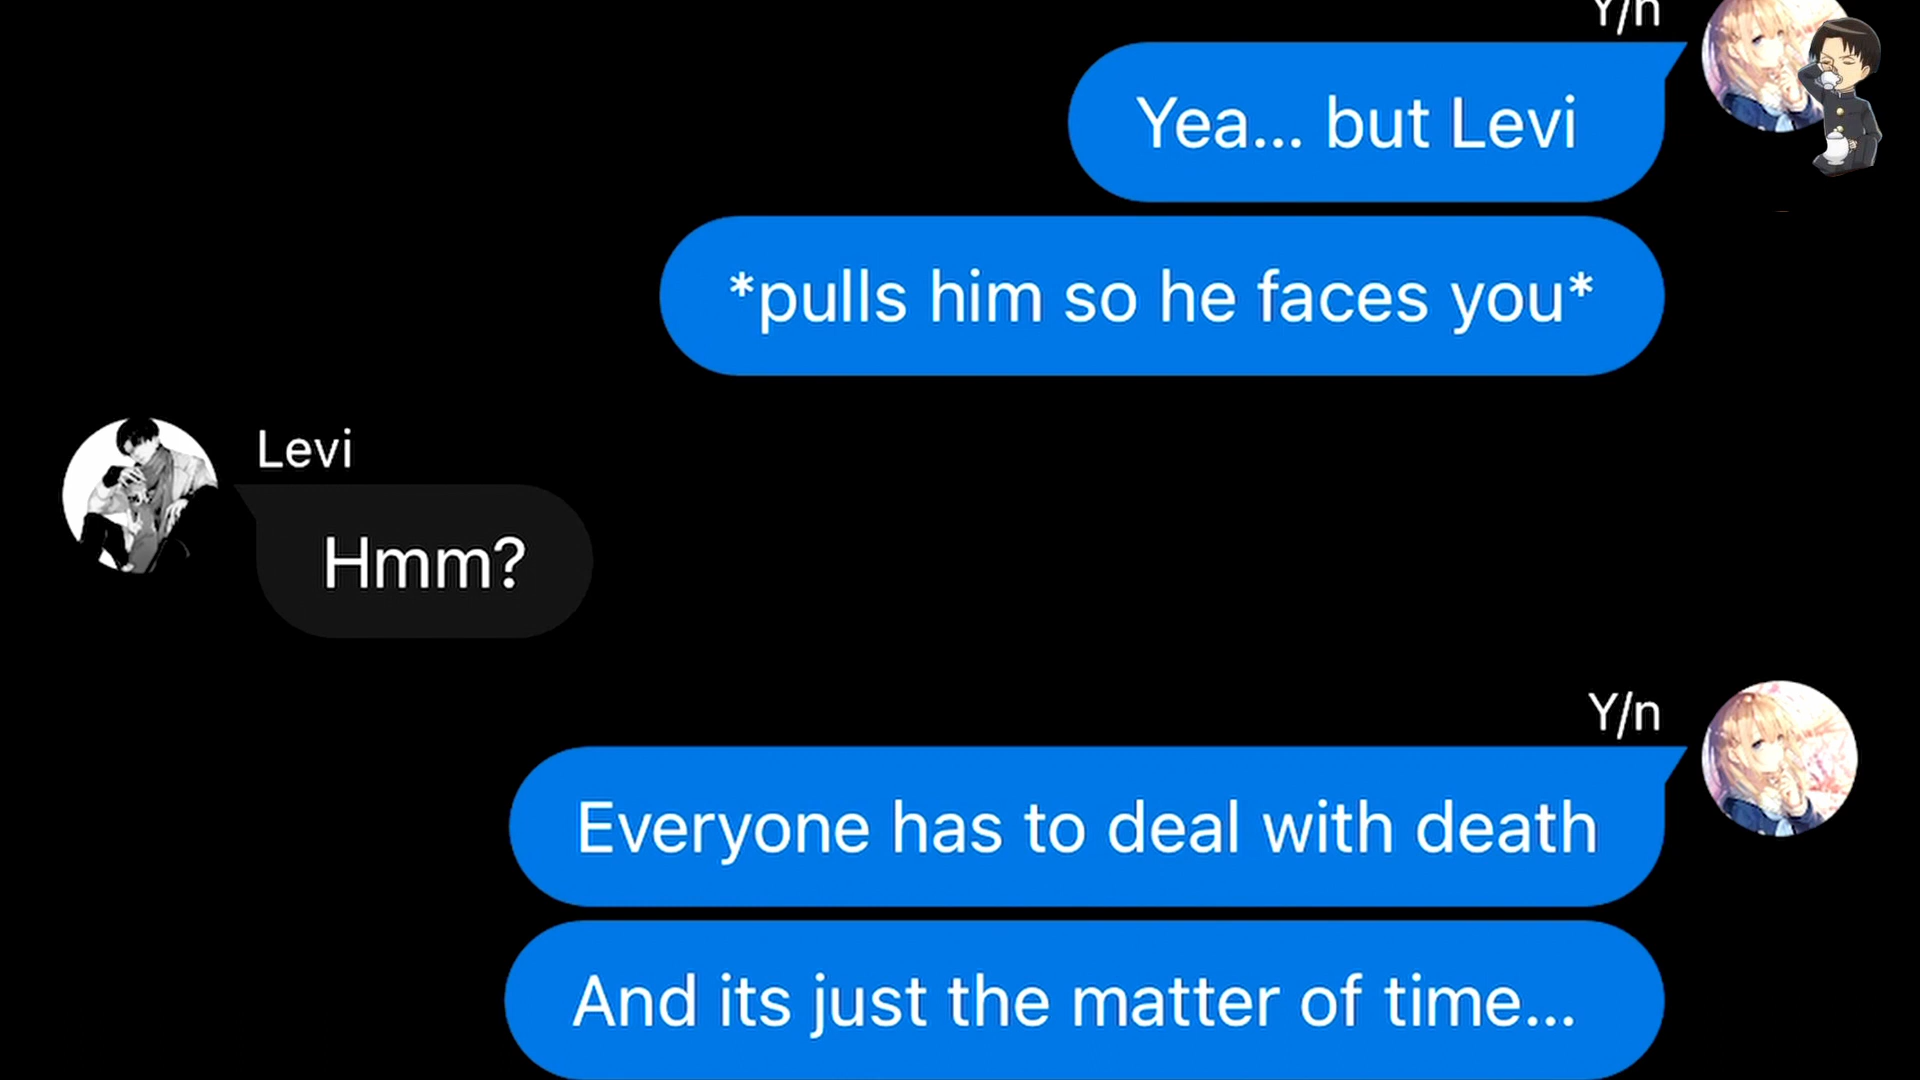 Y/n
Yea... but Levi
*pulls him so he faces you*
Levi
Hmm?
Y/n
Everyone has to deal with death
And its just the matter of time...